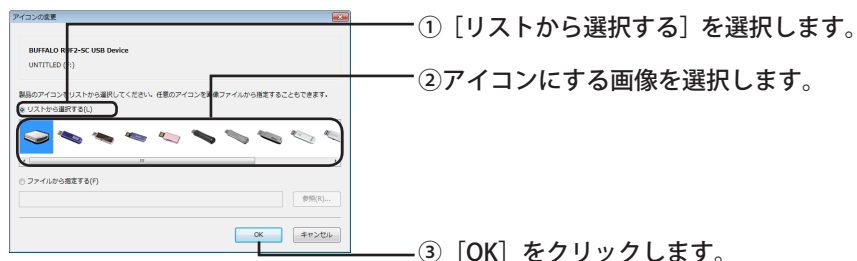 アイコンの変更
①［リストから選択する］を選択します。
BUFFALO RUF2-SC USB Device
UNTITLED (F:)
②アイコンにする画像を選択します。
製品のアイコンをリストから選択してください。任意のアイコンを画像ファイルから指定することもできます。
リストから選択する(L)
ファイルから指定する(F)
参照(R)...
OK
キャンセル
③［OK］をクリックします。